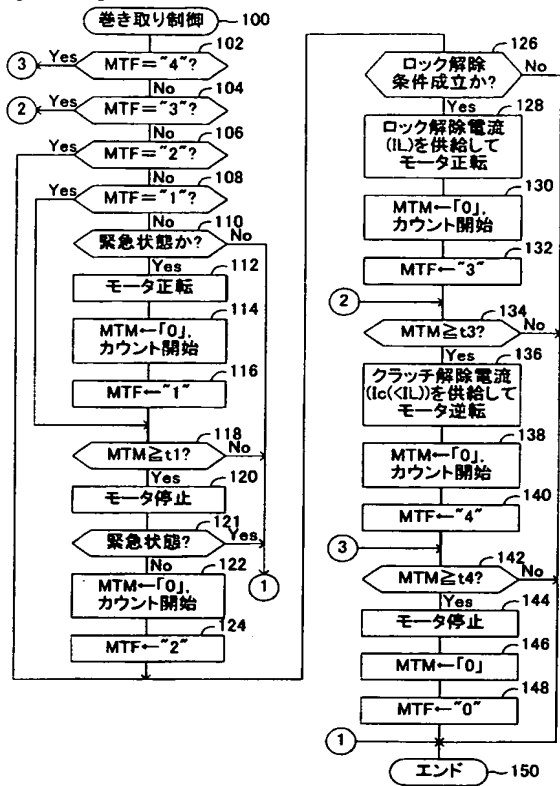 巻き取り制御
100
102
Yes
3
MTF="4"?
No
104
Yes
2
MTF="3"?
No
106
Yes
MTF="2"?
No
108
Yes
MTF="1"?
No
110
緊急状態か?
No
Yes
112
モータ正転
114
MTM←「0」,
カウント開始
116
MTF←"1"
118
MTM≧t1?
No
Yes
120
モータ停止
121
緊急状態?
Yes
No
122
MTM←「0」,
カウント開始
1
124
MTF←"2"
126
ロック解除
条件成立か?
No
Yes
128
ロック解除電流
(IL)を供給して
モータ正転
130
MTM←「0」,
カウント開始
132
MTF←"3"
2
134
MTM≧t3?
No
Yes
136
クラッチ解除電流
(Ic(<IL))を供給して
モータ逆転
138
MTM←「0」,
カウント開始
140
MTF←"4"
3
142
MTM≧t4?
No
Yes
144
モータ停止
146
MTM←「0」
148
MTF←"0"
1
エンド
150